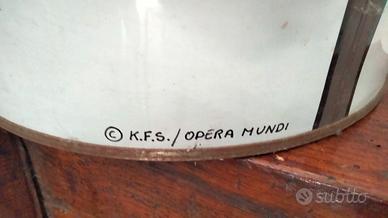 © K.F.S./OPERA MUNDI
subito